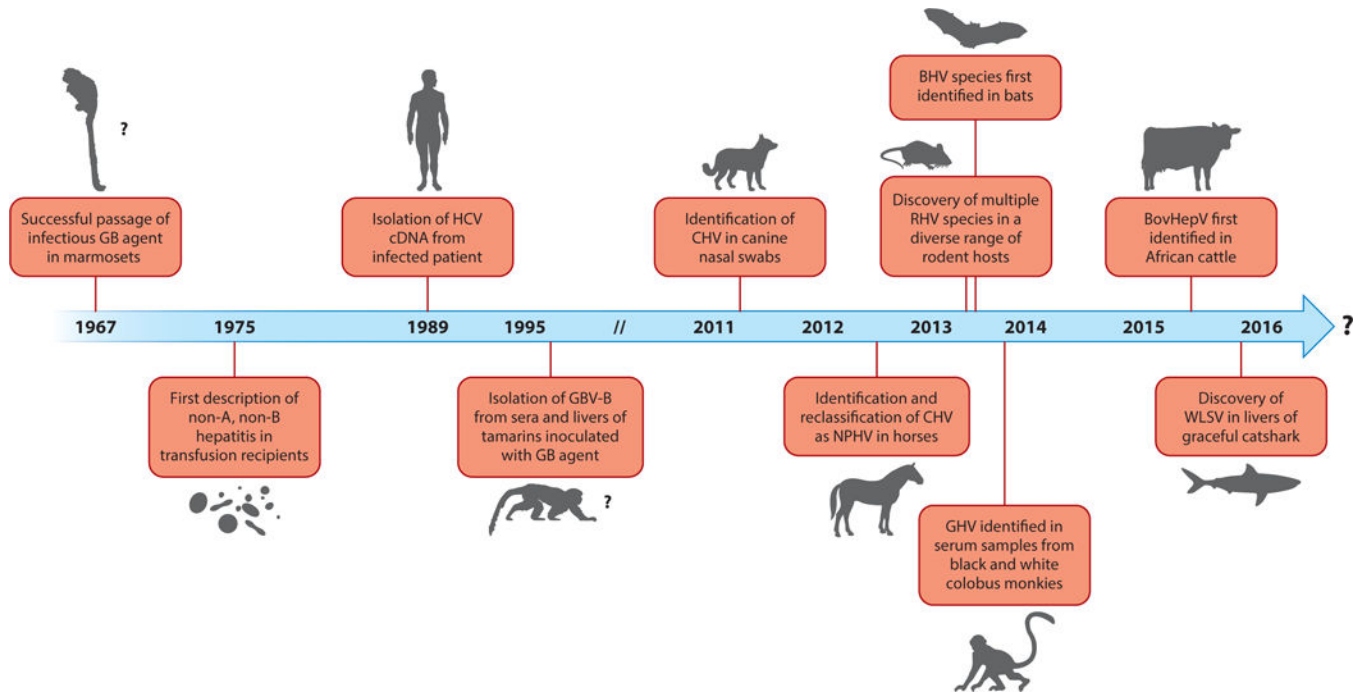 BHV species first
identified in bats
?
Successful passage of
infectious GB agent
in marmosets
Isolation of HCV
cDNA from
infected patient
Identification of
CHV in canine
nasal swabs
Discovery of multiple
RHV species in a
diverse range of
rodent hosts
BovHepV first
identified in
African cattle
1967 1975 1989 1995 // 2011 2012 2013 2014 2015 2016 ?
First description of
non-A, non-B
hepatitis in
transfusion recipients
Isolation of GBV-B
from sera and livers of
tamarins inoculated
with GB agent
?
Identification and
reclassification of CHV
as NPHV in horses
Discovery of
WLSV in livers of
graceful catshark
GHV identified in
serum samples from
black and white
colobus monkies